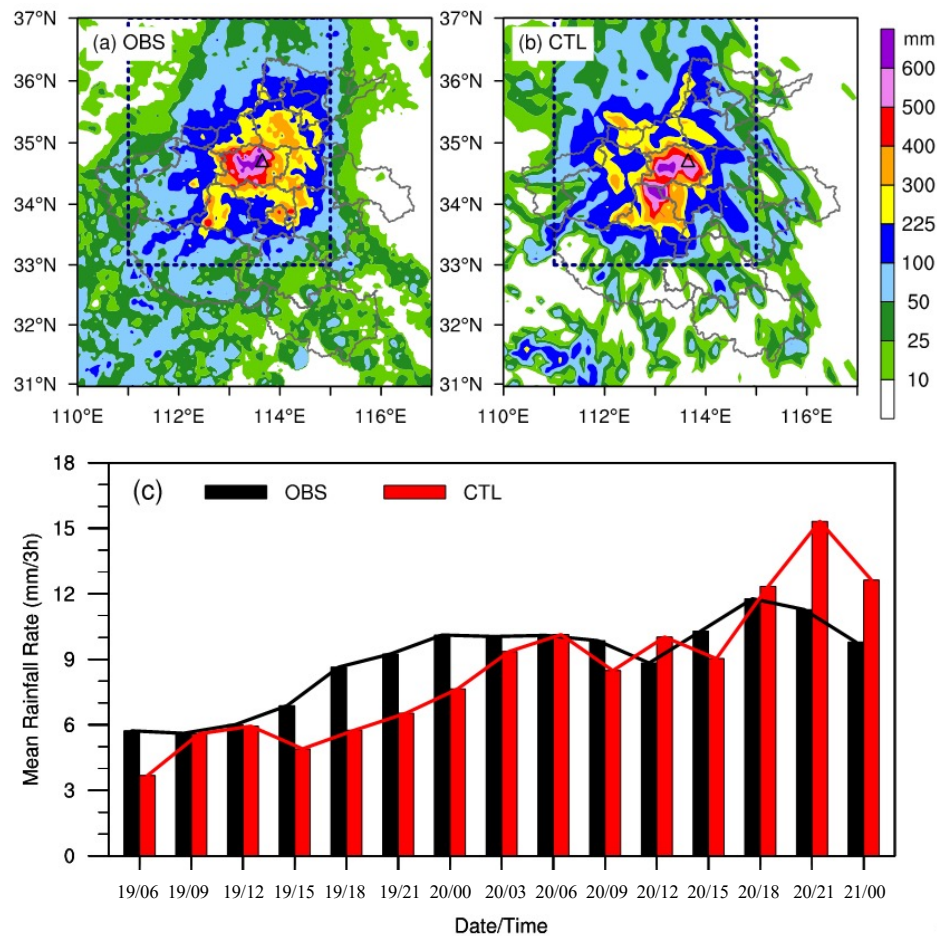 37°N
(a) OBS
36°N
35°N
34°N
33°N
32°N
31°N
110°E 112°E 114°E 116°E
37°N
(b) CTL
36°N
35°N
34°N
33°N
32°N
31°N
110°E 112°E 114°E 116°E
mm
600
500
400
300
225
100
50
25
10
18
15
12
9
6
3
0
Mean Rainfall Rate (mm/3h)
(c) OBS CTL
19/06 19/09 19/12 19/15 19/18 19/21 20/00 20/03 20/06 20/09 20/12 20/15 20/18 20/21 21/00
Date/Time